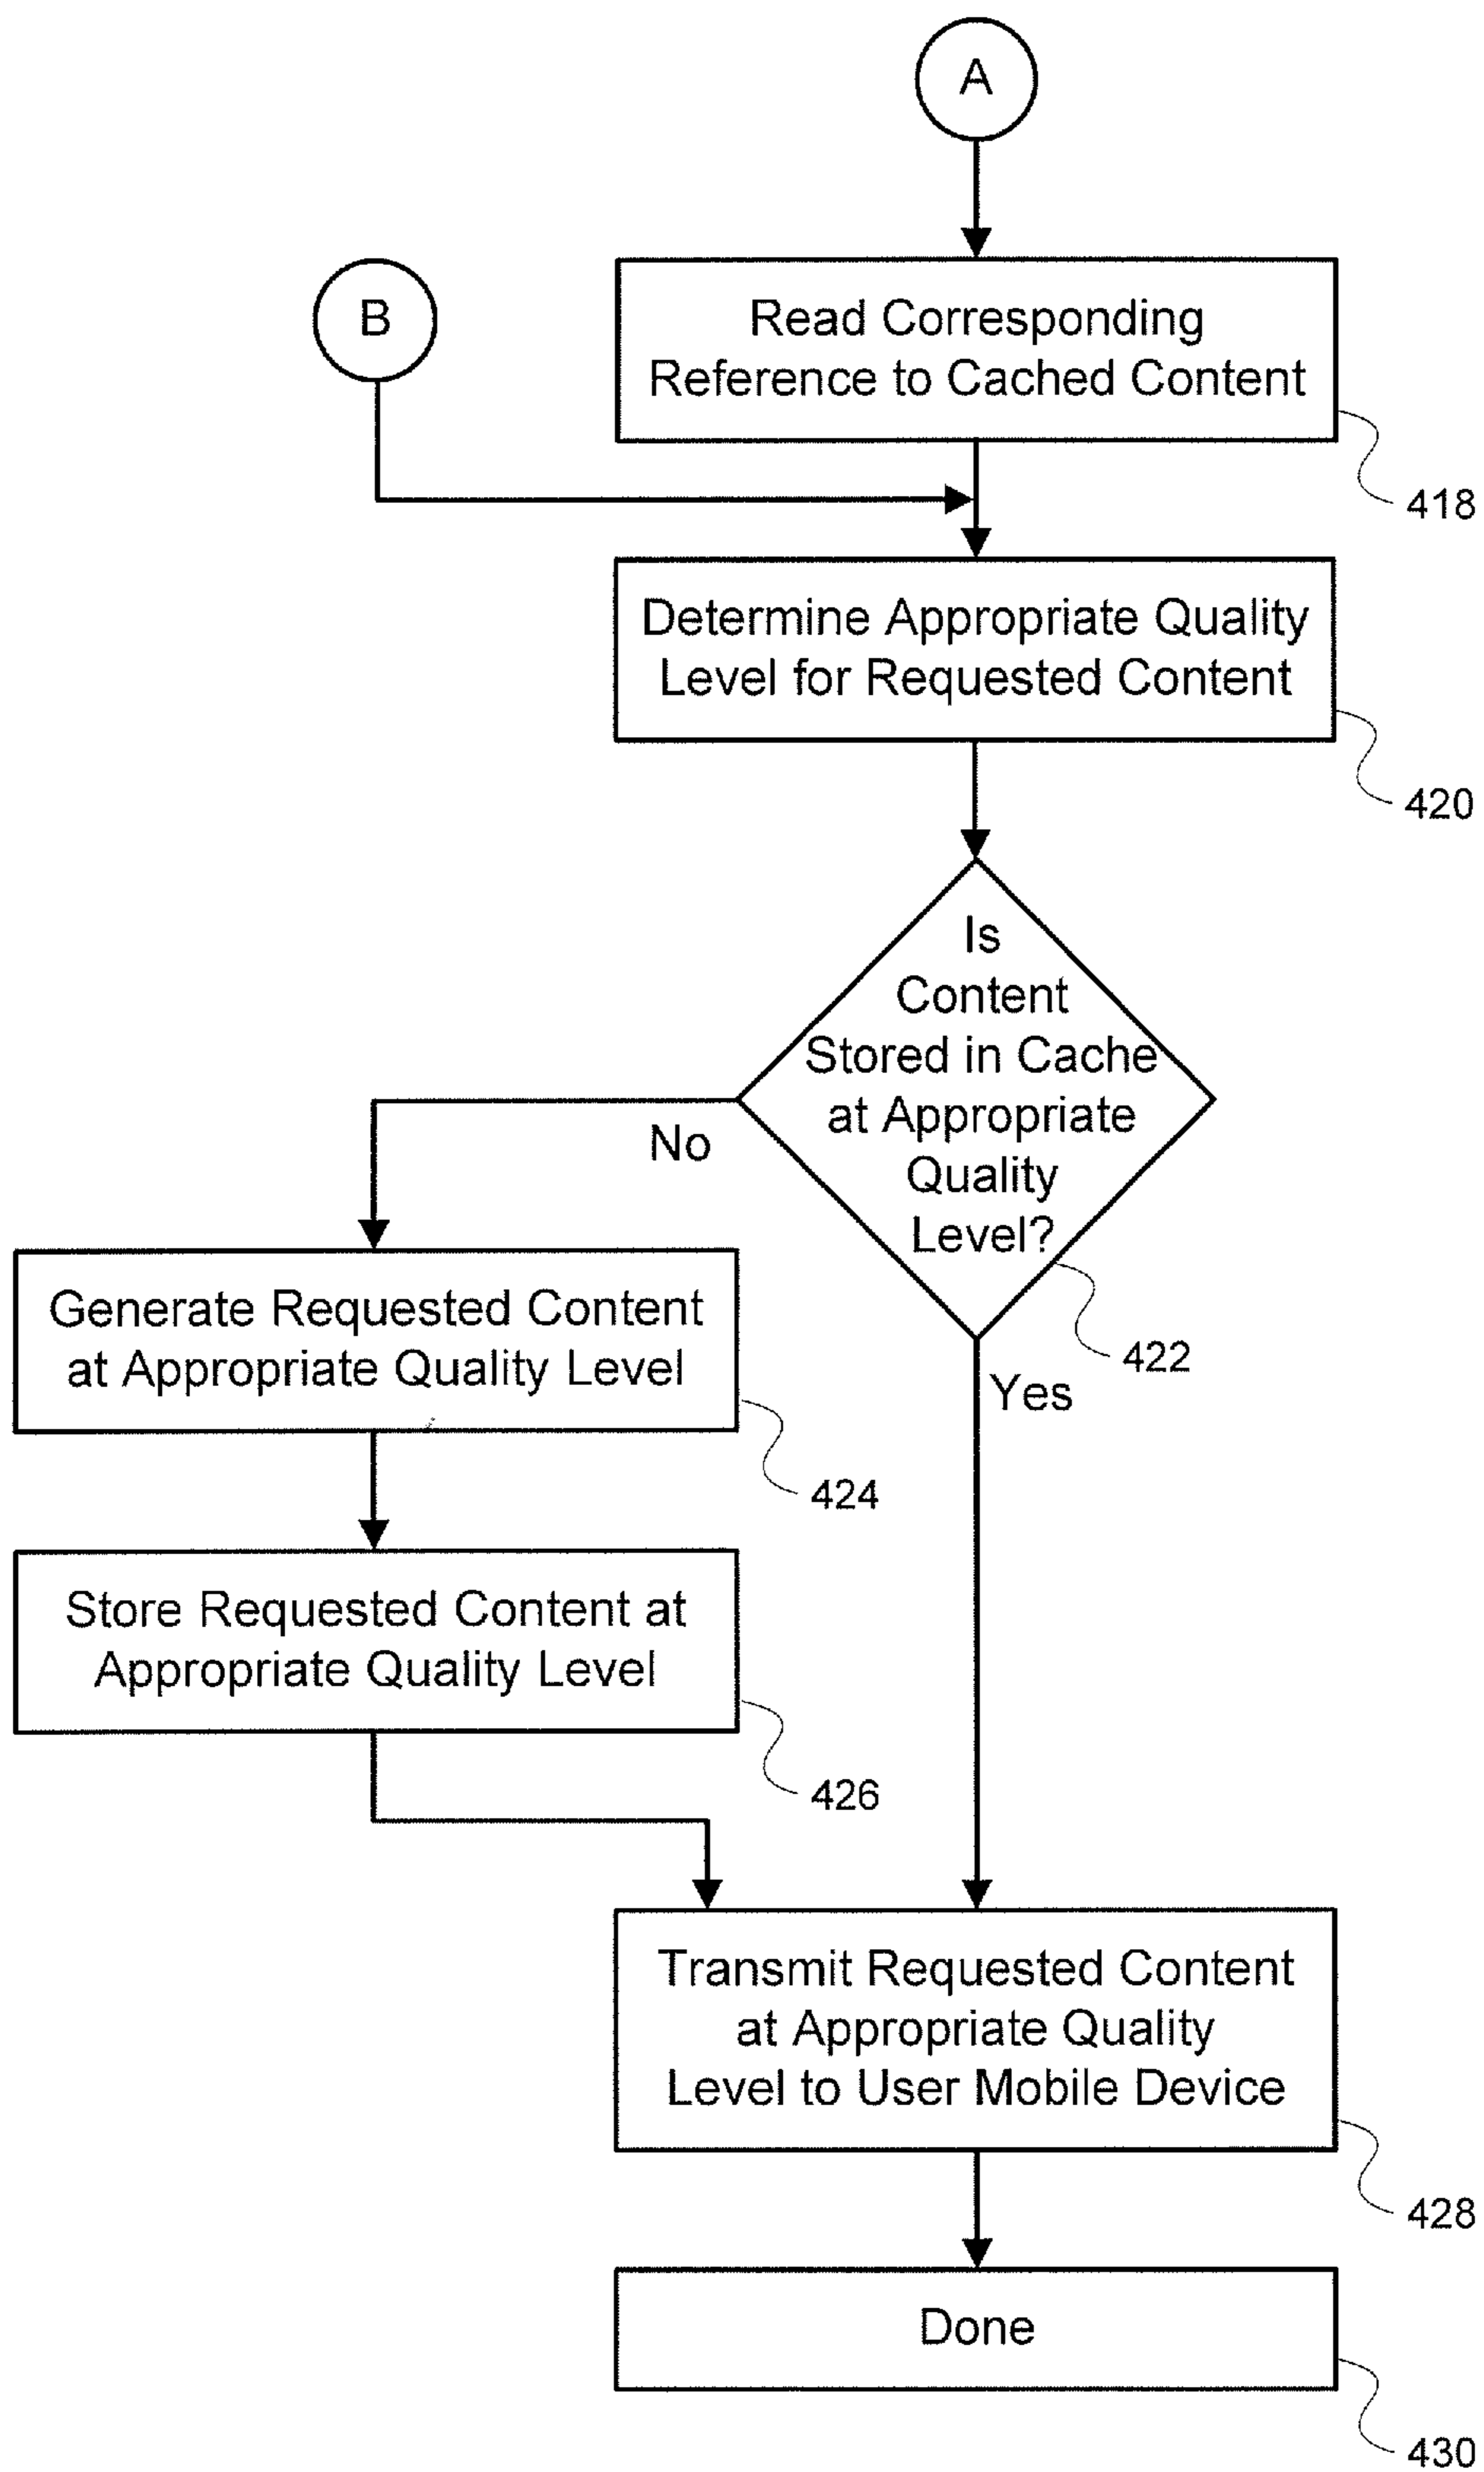 A
Read Corresponding
Reference to Cached Content
418
B
Determine Appropriate Quality
Level for Requested Content
420
Is
Content
Stored in Cache
at Appropriate
Quality
Level?
422
No
Yes
Generate Requested Content
at Appropriate Quality Level
424
Store Requested Content at
Appropriate Quality Level
426
Transmit Requested Content
at Appropriate Quality
Level to User Mobile Device
428
Done
430